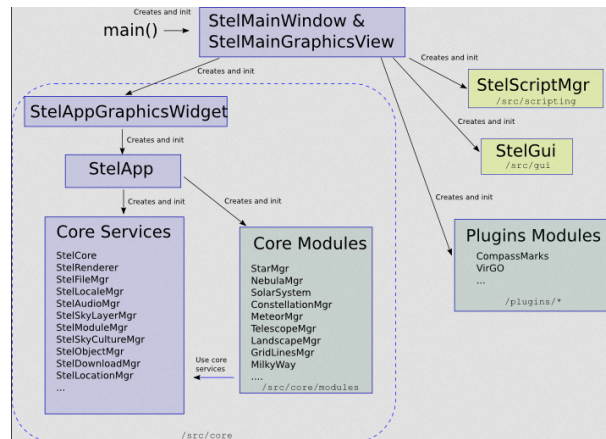 Creates and init
main()
StelMainWindow &
StelMainGraphicsView
Creates and init
Creates and init
StelScriptMgr
/src/scripting
StelAppGraphicsWidget
Creates and init
Creates and init
StelGui
/src/gui
StelApp
Creates and init
Creates and init
Creates and init
Core Services
StelCore
StelRenderer
StelFileMgr
StelLocaleMgr
StelAudioMgr
StelSkyLayerMgr
StelModuleMgr
StelSkyCultureMgr
StelObjectMgr
StelDownloadMgr
StelLocationMgr
...
Use core
services
Core Modules
StarMgr
NebulaMgr
SolarSystem
ConstellationMgr
MeteorMgr
TelescopeMgr
LandscapeMgr
GridLinesMgr
MilkyWay
....
/src/core/modules
Plugins Modules
CompassMarks
VirGO
...
/plugins/*
/src/core